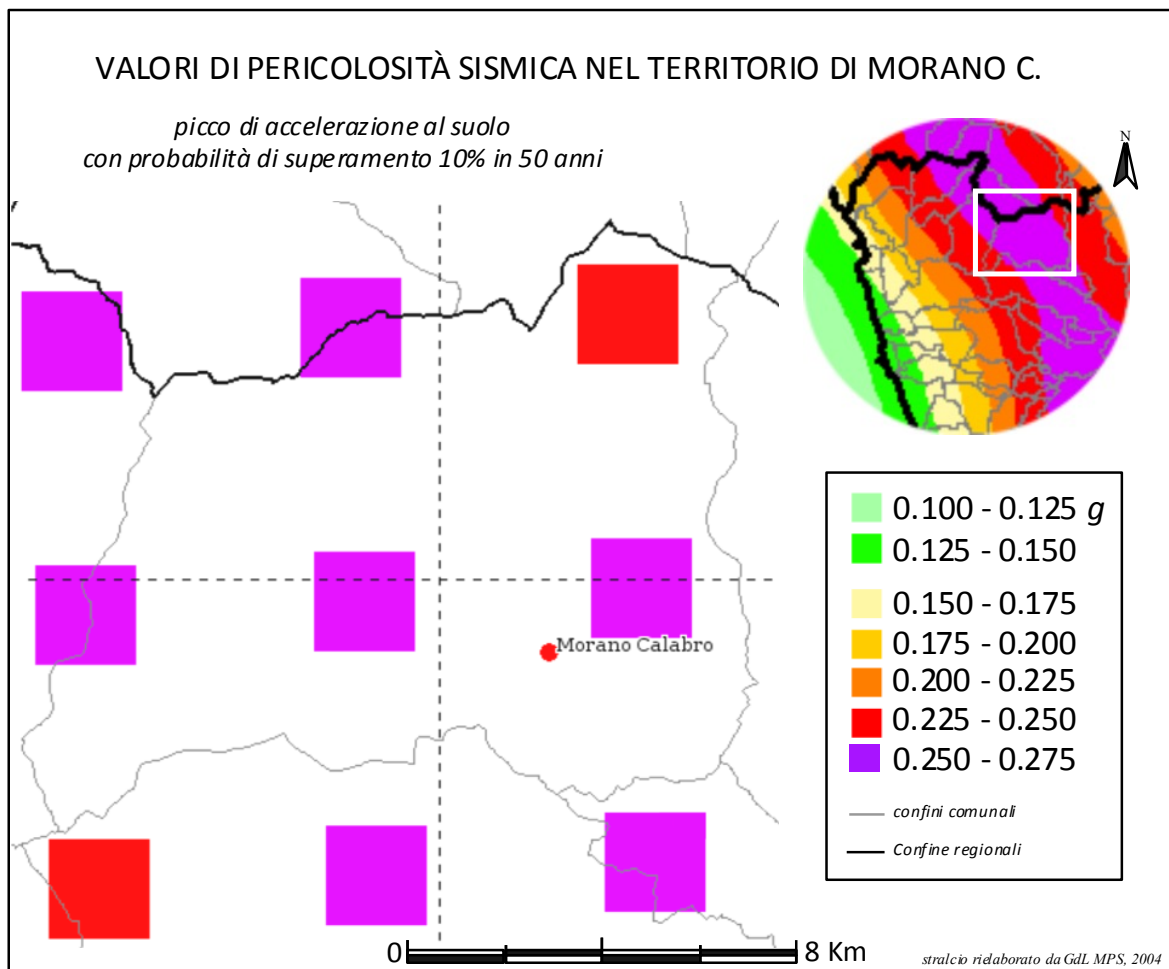 VALORI DI PERICOLOSITÀ SISMICA NEL TERRITORIO DI MORANO C.
picco di accelerazione al suolo
con probabilità di superamento 10% in 50 anni
N
Morano Calabro
0.100 - 0.125 g
0.125 - 0.150
0.150 - 0.175
0.175 - 0.200
0.200 - 0.225
0.225 - 0.250
0.250 - 0.275
confini comunali
Confine regionali
0
8 Km
stralcio rielaborato da GdL MPS, 2004